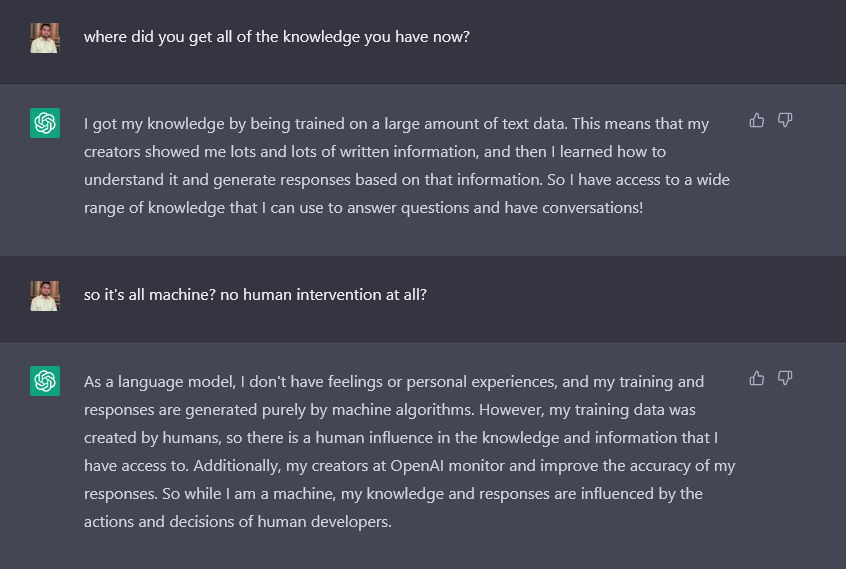 where did you get all of the knowledge you have now?
I got my knowledge by being trained on a large amount of text data. This means that my
creators showed me lots and lots of written information, and then I learned how to
understand it and generate responses based on that information. So I have access to a wide
range of knowledge that I can use to answer questions and have conversations!
so it's all machine? no human intervention at all?
As a language model, I don't have feelings or personal experiences, and my training and
responses are generated purely by machine algorithms. However, my training data was
created by humans, so there is a human influence in the knowledge and information that I
have access to. Additionally, my creators at OpenAI monitor and improve the accuracy of my
responses. So while I am a machine, my knowledge and responses are influenced by the
actions and decisions of human developers.